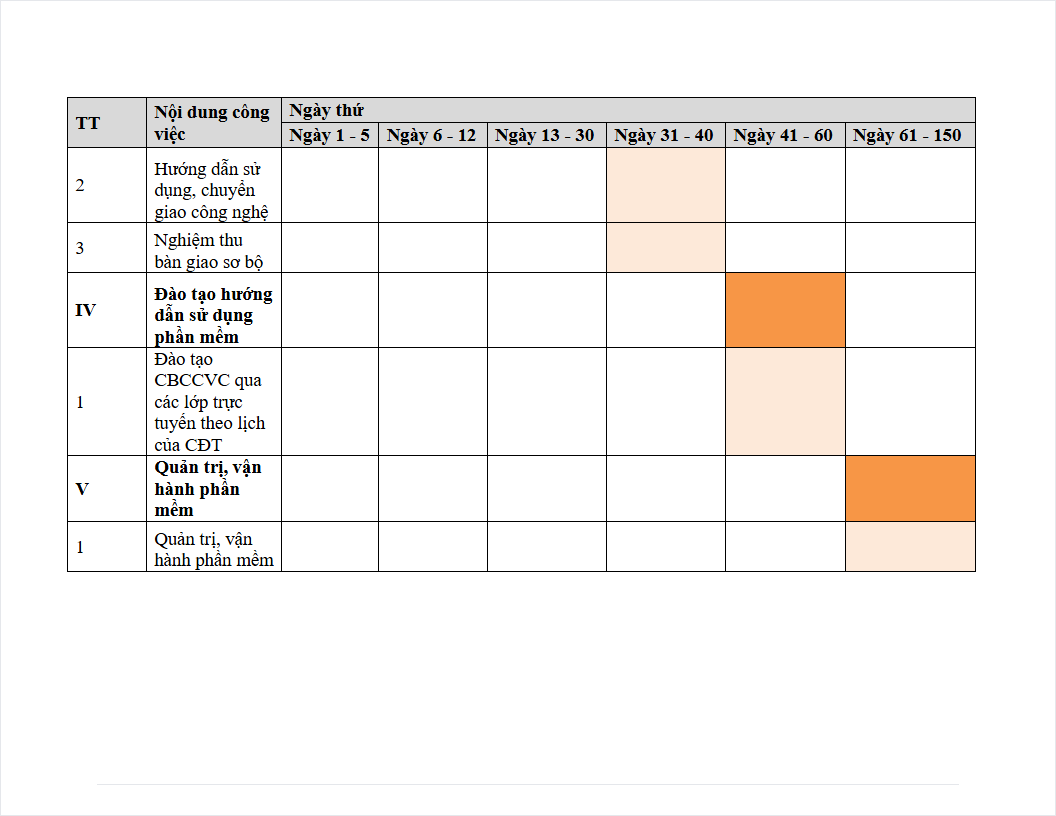 TT
Nội dung công
việc
Ngày thứ
Ngày 1 - 5
Ngày 6 - 12
Ngày 13 - 30
Ngày 31 - 40
Ngày 41 - 60
Ngày 61 - 150
2
Hướng dẫn sử
dụng, chuyển
giao công nghệ
3
Nghiệm thu
bàn giao sơ bộ
IV
Đào tạo hướng
dẫn sử dụng
phần mềm
1
Đào tạo
CBCCVC qua
các lớp trực
tuyến theo lịch
của CĐT
V
Quản trị, vận
hành phần
mềm
1
Quản trị, vận
hành phần mềm